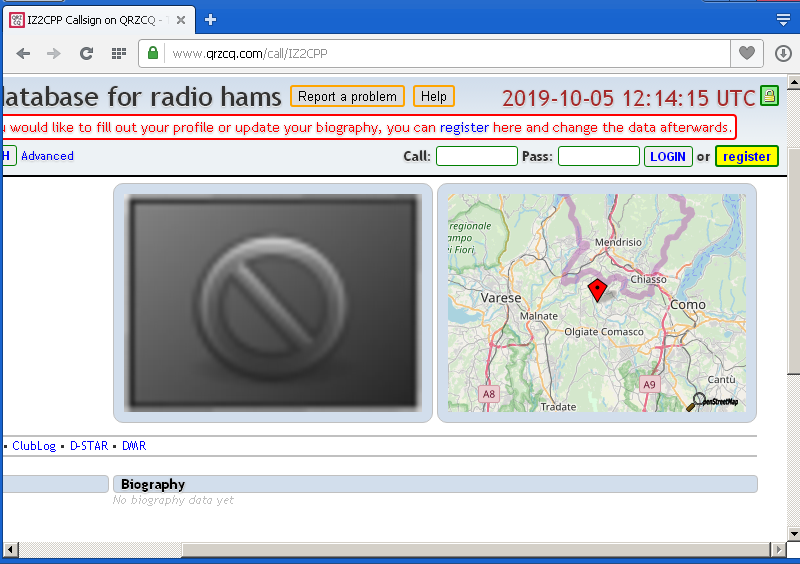 IZ2CPP Callsign on QRZCQ - T
www.qrzcq.com/call/IZ2CPP
database for radio hams Report a problem Help 2019-10-05 12:14:15 UTC
u would like to fill out your profile or update your biography, you can register here and change the data afterwards.
H Advanced Call: Pass: LOGIN or register
regionale
ampo
ei Fiori
Mendrisio
Chiasso
Varese
Como
Malnate
Olgiate Comasco
Cantù
A8
A9
Tradate
penStreetMap
▪ ClubLog ▪ D-STAR ▪ DMR
Biography
No biography data yet